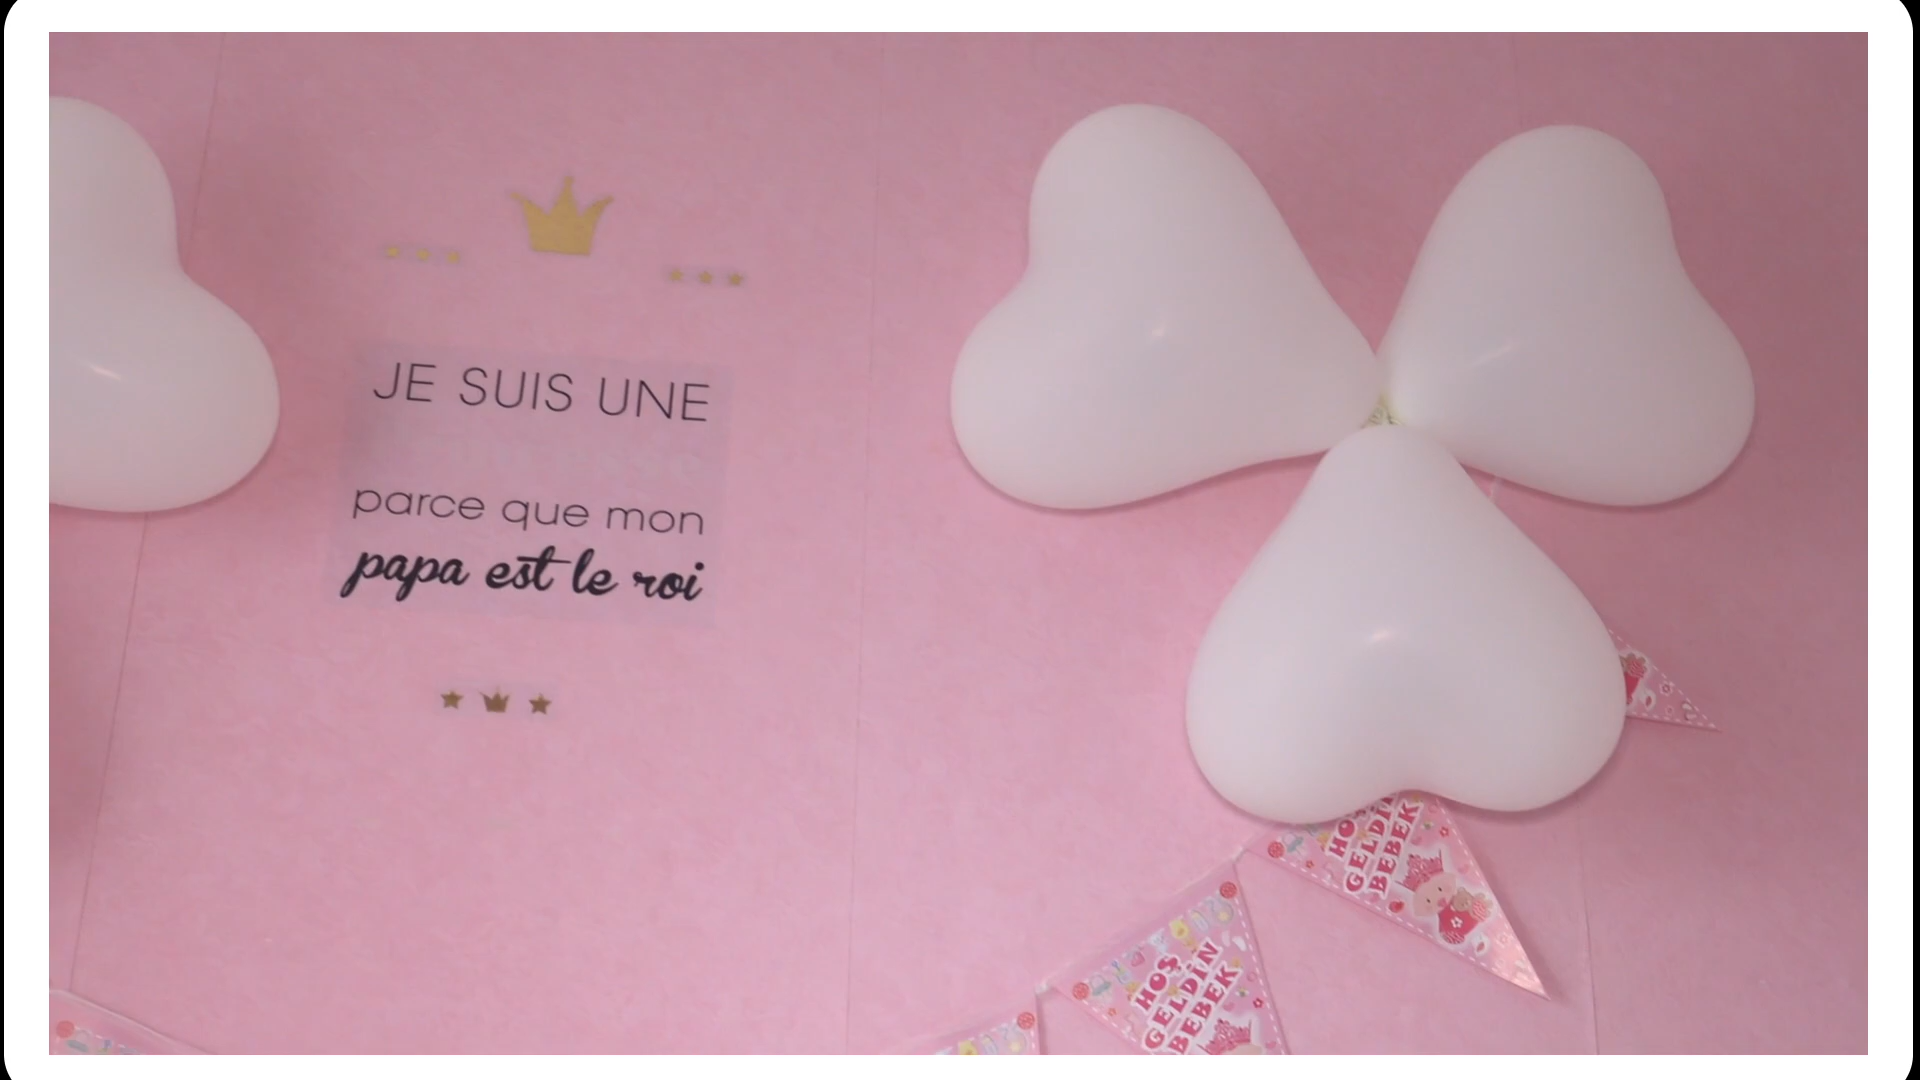 JE SUIS UNE
parce que mon
papa est le roi
HOŞ
GELDİN
BEBEK
HOŞ
GELDİN
BEBEK